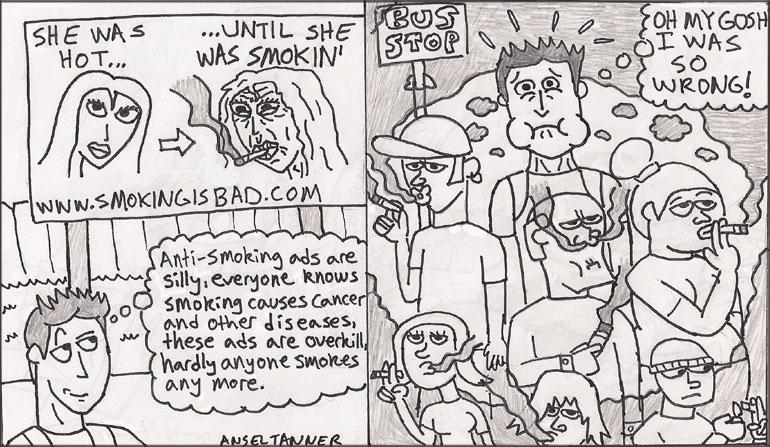 SHE WAS
HOT...
...UNTIL SHE
WAS SMOKIN'
WWW.SMOKINGISBAD.COM
Anti-smoking ads are
silly, everyone knows
smoking causes cancer
and other diseases,
these ads are overkill,
hardly anyone smokes
any more.
ANSELTANNER
BUS
STOP
OH MY GOSH
I WAS
SO
WRONG!